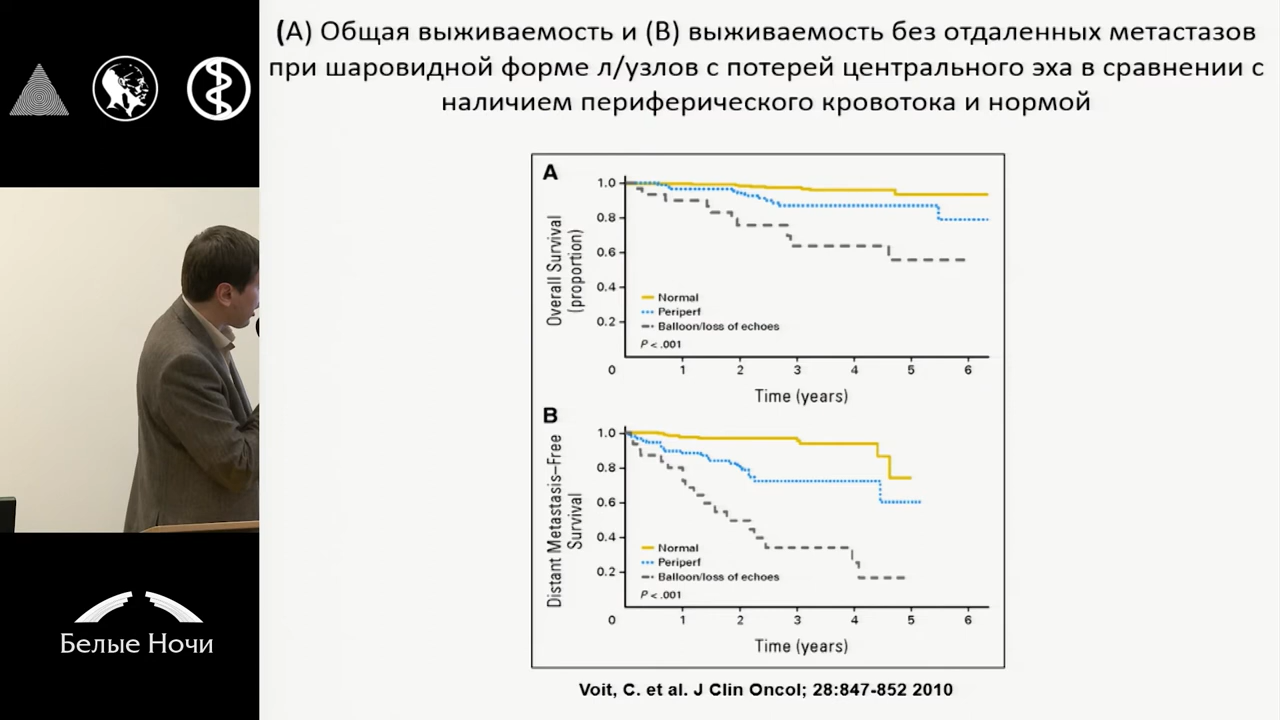 (А) Общая выживаемость и (В) выживаемость без отдаленных метастазов
при шаровидной форме л/узлов с потерей центрального эха в сравнении с
наличием периферического кровотока и нормой
A
Overall Survival
(proportion)
1.0
0.8
0.6
0.4
0.2
Normal
Periperf
Balloon/loss of echoes
P < .001
0 1 2 3 4 5 6
Time (years)
B
Distant Metastasis–Free
Survival
1.0
0.8
0.6
0.4
0.2
Normal
Periperf
Balloon/loss of echoes
P < .001
0 1 2 3 4 5 6
Time (years)
Voit, C. et al. J Clin Oncol; 28:847-852 2010
Белые Ночи